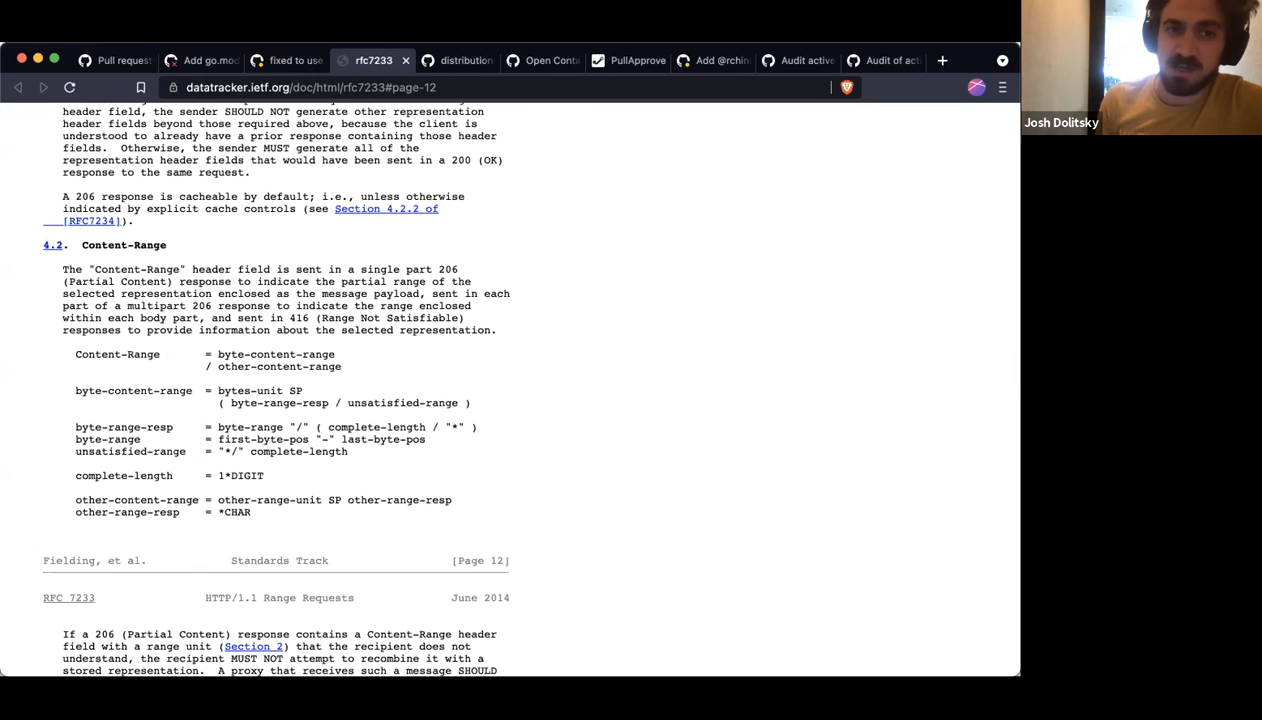 Pull request
Add go.mod
fixed to use
rfc7233
distribution-
Open Conta
PullApprove
Add @rchin
Audit active
Audit of acti
datatracker.ietf.org/doc/html/rfc7233#page-12
header field, the sender SHOULD NOT generate other representation
header fields beyond those required above, because the client is
understood to already have a prior response containing those header
fields.  Otherwise, the sender MUST generate all of the
representation header fields that would have been sent in a 200 (OK)
response to the same request.
A 206 response is cacheable by default; i.e., unless otherwise
indicated by explicit cache controls (see Section 4.2.2 of
[RFC7234]).
4.2.  Content-Range
The "Content-Range" header field is sent in a single part 206
(Partial Content) response to indicate the partial range of the
selected representation enclosed as the message payload, sent in each
part of a multipart 206 response to indicate the range enclosed
within each body part, and sent in 416 (Range Not Satisfiable)
responses to provide information about the selected representation.
Content-Range = byte-content-range
/ other-content-range
byte-content-range = bytes-unit SP
( byte-range-resp / unsatisfied-range )
byte-range-resp = byte-range "/" ( complete-length / "*" )
byte-range = first-byte-pos "-" last-byte-pos
unsatisfied-range = "*/" complete-length
complete-length = 1*DIGIT
other-content-range = other-range-unit SP other-range-resp
other-range-resp = *CHAR
Fielding, et al. Standards Track [Page 12]
RFC 7233 HTTP/1.1 Range Requests June 2014
If a 206 (Partial Content) response contains a Content-Range header
field with a range unit (Section 2) that the recipient does not
understand, the recipient MUST NOT attempt to recombine it with a
stored representation.  A proxy that receives such a message SHOULD
Josh Dolitsky